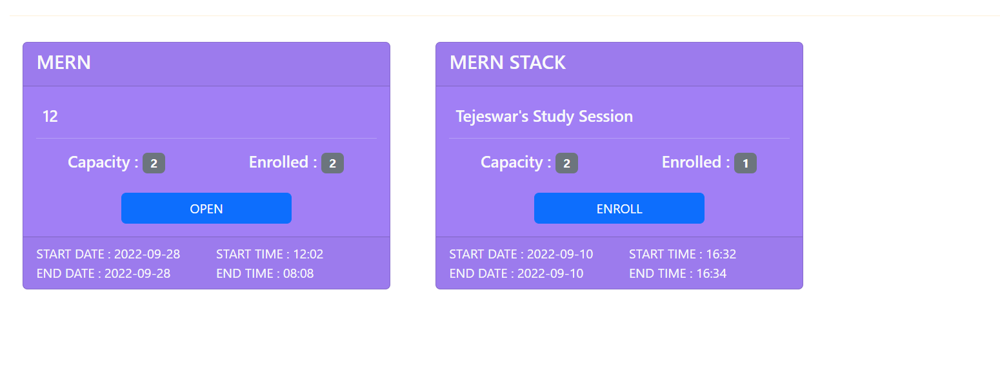 MERN
12
Capacity : 2 Enrolled : 2
OPEN
START DATE : 2022-09-28 START TIME : 12:02
END DATE : 2022-09-28 END TIME : 08:08
MERN STACK
Tejeswar's Study Session
Capacity : 2 Enrolled : 1
ENROLL
START DATE : 2022-09-10 START TIME : 16:32
END DATE : 2022-09-10 END TIME : 16:34